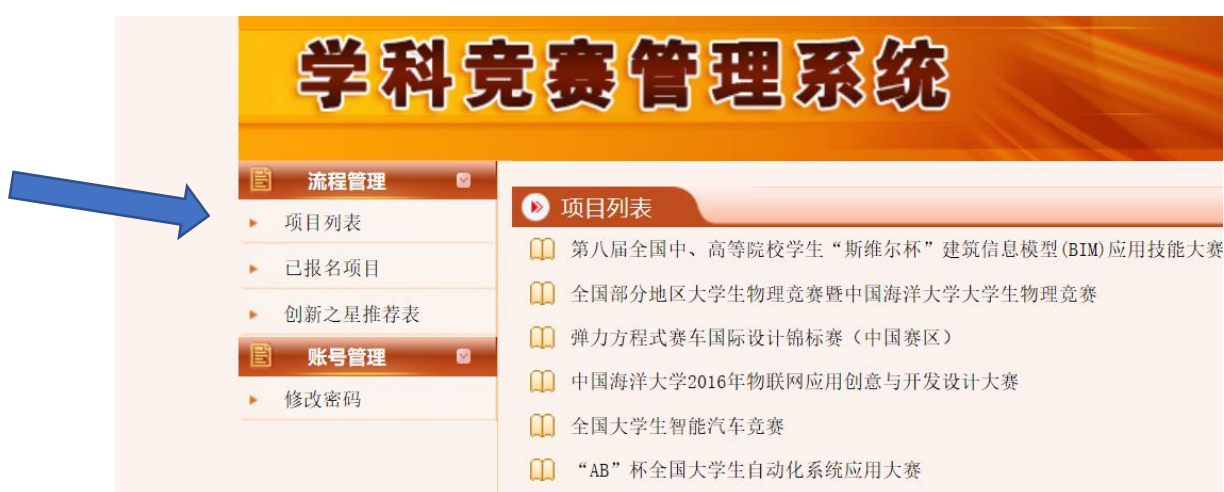 学科竞赛管理系统
流程管理
项目列表
已报名项目
创新之星推荐表
账号管理
修改密码
项目列表
第八届全国中、高等院校学生“斯维尔杯”建筑信息模型(BIM)应用技能大赛
全国部分地区大学生物理竞赛暨中国海洋大学大学生物理竞赛
弹力方程式赛车国际设计锦标赛（中国赛区）
中国海洋大学2016年物联网应用创意与开发设计大赛
全国大学生智能汽车竞赛
“AB”杯全国大学生自动化系统应用大赛